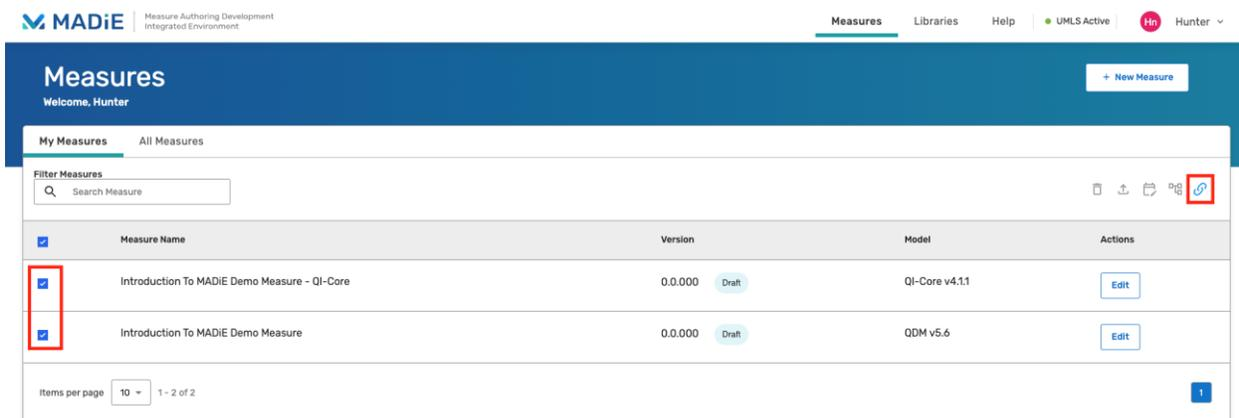 MADiE
Measure Authoring Development
Integrated Environment
Measures Libraries Help UMLS Active Hn Hunter
Measures
Welcome, Hunter
+ New Measure
My Measures All Measures
Filter Measures
Search Measure
Measure Name Version Model Actions
Introduction To MADiE Demo Measure - QI-Core 0.0.000 Draft QI-Core v4.1.1 Edit
Introduction To MADiE Demo Measure 0.0.000 Draft QDM v5.6 Edit
Items per page 10 1 - 2 of 2 1